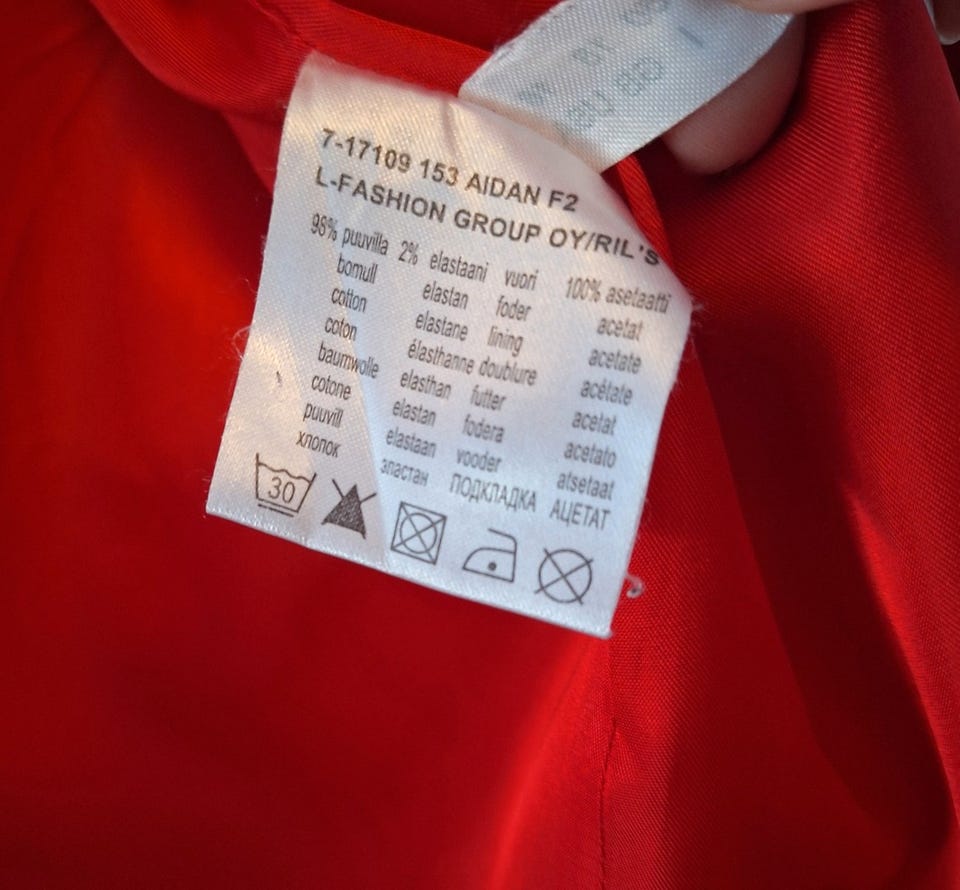 7-17109 153 AIDAN F2
L-FASHION GROUP OY/RIL'S
98% puuvilla 2% elastaani vuori 100% asetaatti
bomull elastan foder acetat
cotton elastane lining acetate
coton élasthanne doublure acétate
baumwolle elasthan futter acetat
cotone elastan fodera acetato
puuvill elastaan vooder atsetaat
хлопок эластан ПОДКЛАДКА АЦЕТАТ
30